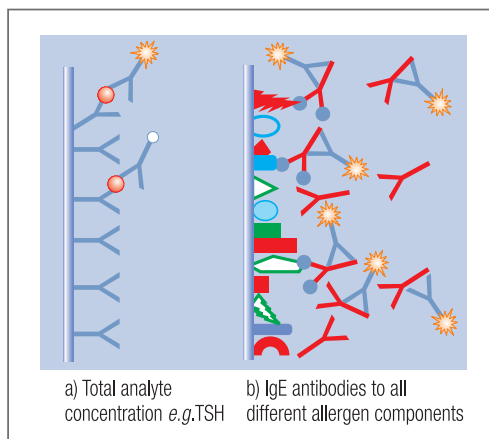 a) Total analyte
concentration e.g.TSH
b) IgE antibodies to all
different allergen components